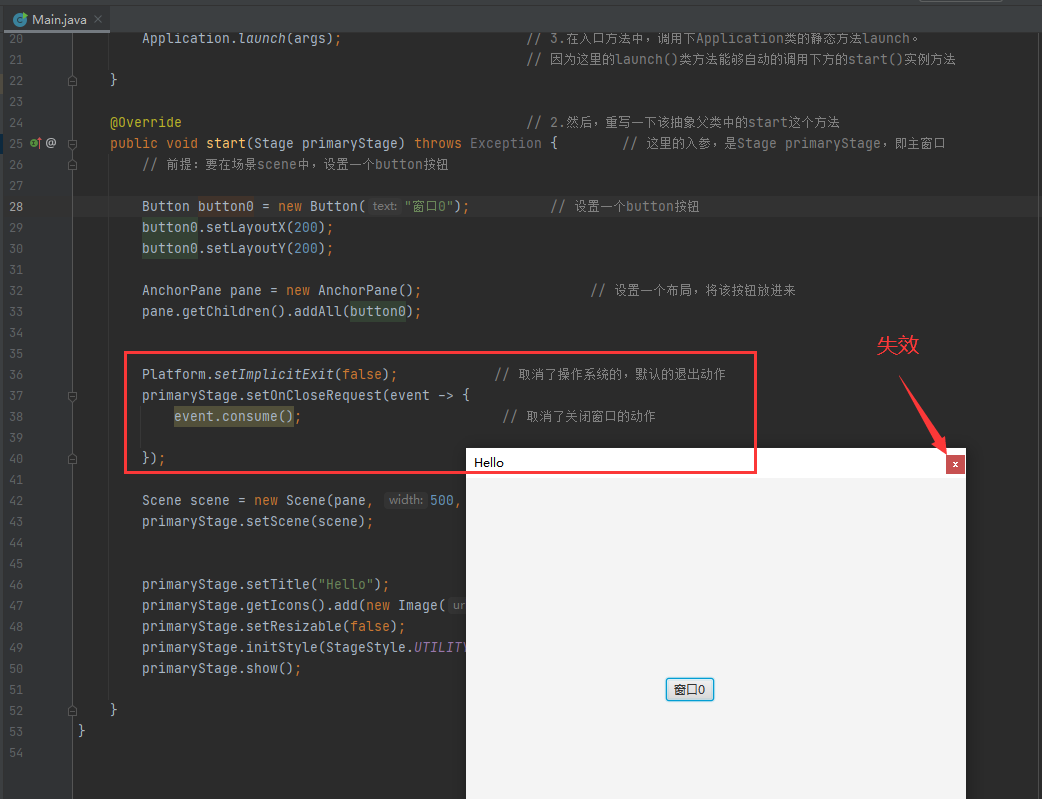 Main.java
20 Application.launch(args); // 3.在入口方法中，调用下Application类的静态方法launch。
21 // 因为这里的launch()类方法能够自动的调用下方的start()实例方法
22 }
23
24 @Override // 2.然后，重写一下该抽象父类中的start这个方法
25 public void start(Stage primaryStage) throws Exception { // 这里的入参，是Stage primaryStage，即主窗口
26 // 前提：要在场景scene中，设置一个button按钮
27
28 Button button0 = new Button( text: "窗口0"); // 设置一个button按钮
29 button0.setLayoutX(200);
30 button0.setLayoutY(200);
31
32 AnchorPane pane = new AnchorPane(); // 设置一个布局，将该按钮放进来
33 pane.getChildren().addAll(button0);
34
35
失效
36 Platform.setImplicitExit(false); // 取消了操作系统的，默认的退出动作
37 primaryStage.setOnCloseRequest(event -> {
38 event.consume(); // 取消了关闭窗口的动作
39
40 });
Hello x
41
42 Scene scene = new Scene(pane, width: 500,
43 primaryStage.setScene(scene);
44
45
46 primaryStage.setTitle("Hello");
47 primaryStage.getIcons().add(new Image( ur
48 primaryStage.setResizable(false);
49 primaryStage.initStyle(StageStyle.UTILITY
50 primaryStage.show();
窗口0
51
52 }
53 }
54